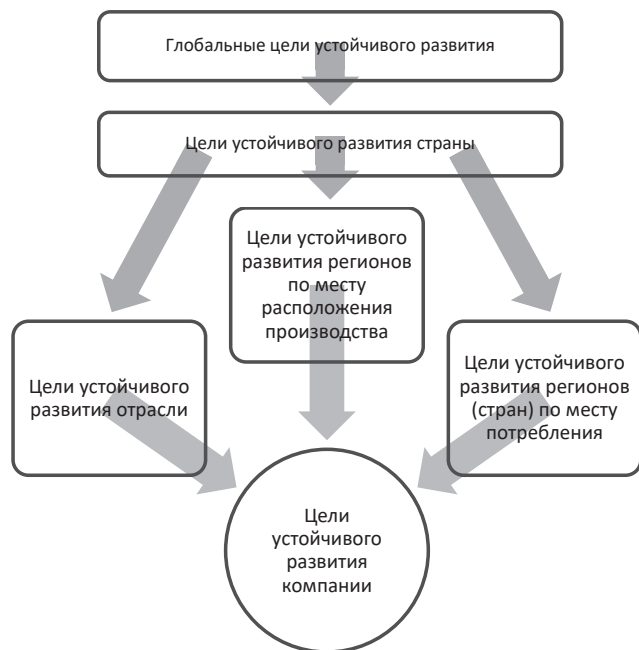 Глобальные цели устойчивого развития
Цели устойчивого развития страны
Цели устойчивого
развития регионов
по месту
расположения
производства
Цели устойчивого
развития отрасли
Цели устойчивого
развития регионов
(стран) по месту
потребления
Цели
устойчивого
развития
компании